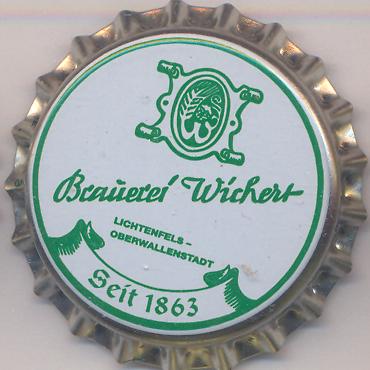 Brauerei Wichert
LICHTENFELS -
OBERWALLENSTADT
Seit 1863